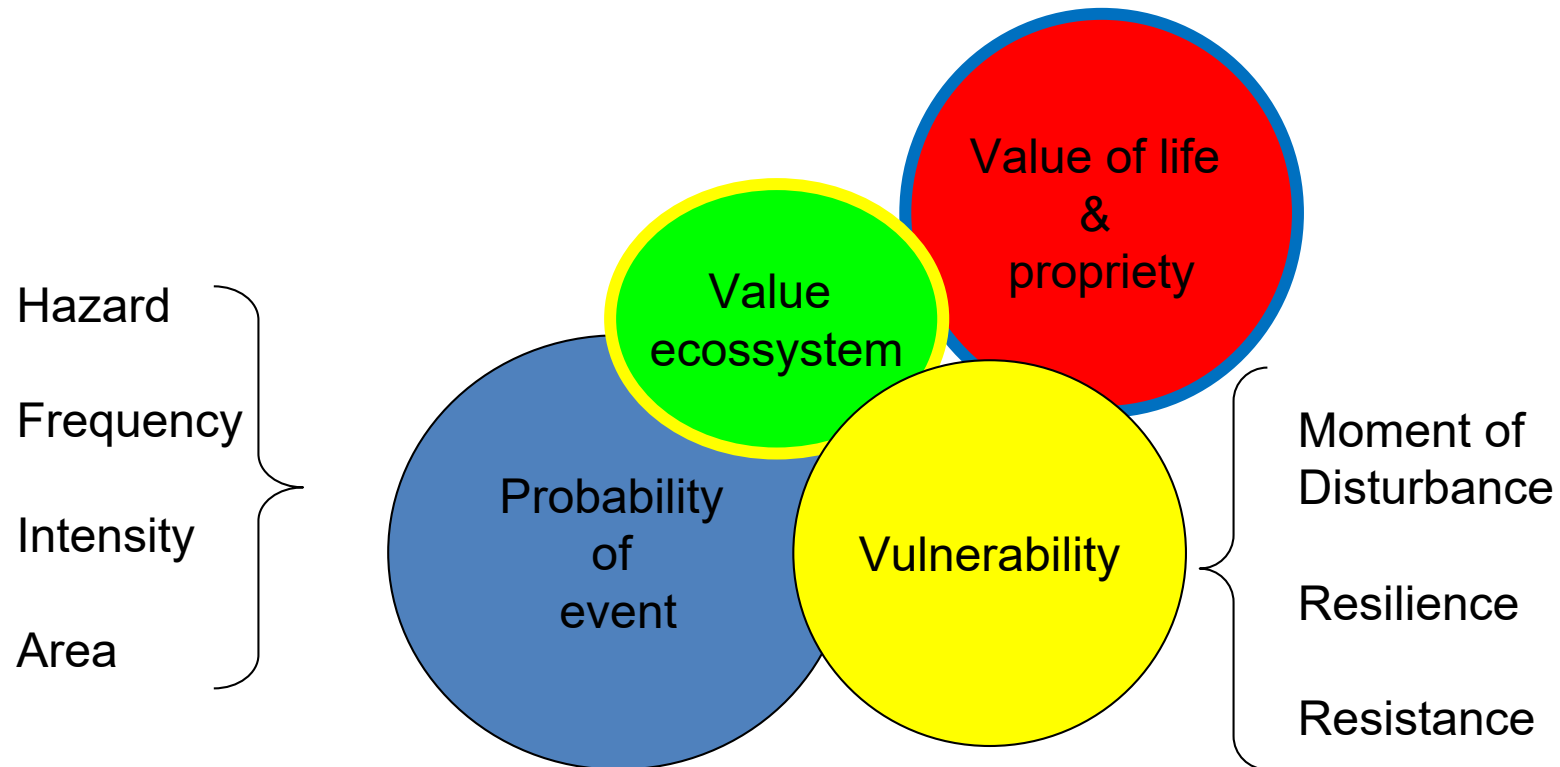 Hazard
Frequency
Intensity
Area
Probability
of
event
Value
ecossystem
Value of life
&
propriety
Vulnerability
Moment of
Disturbance
Resilience
Resistance